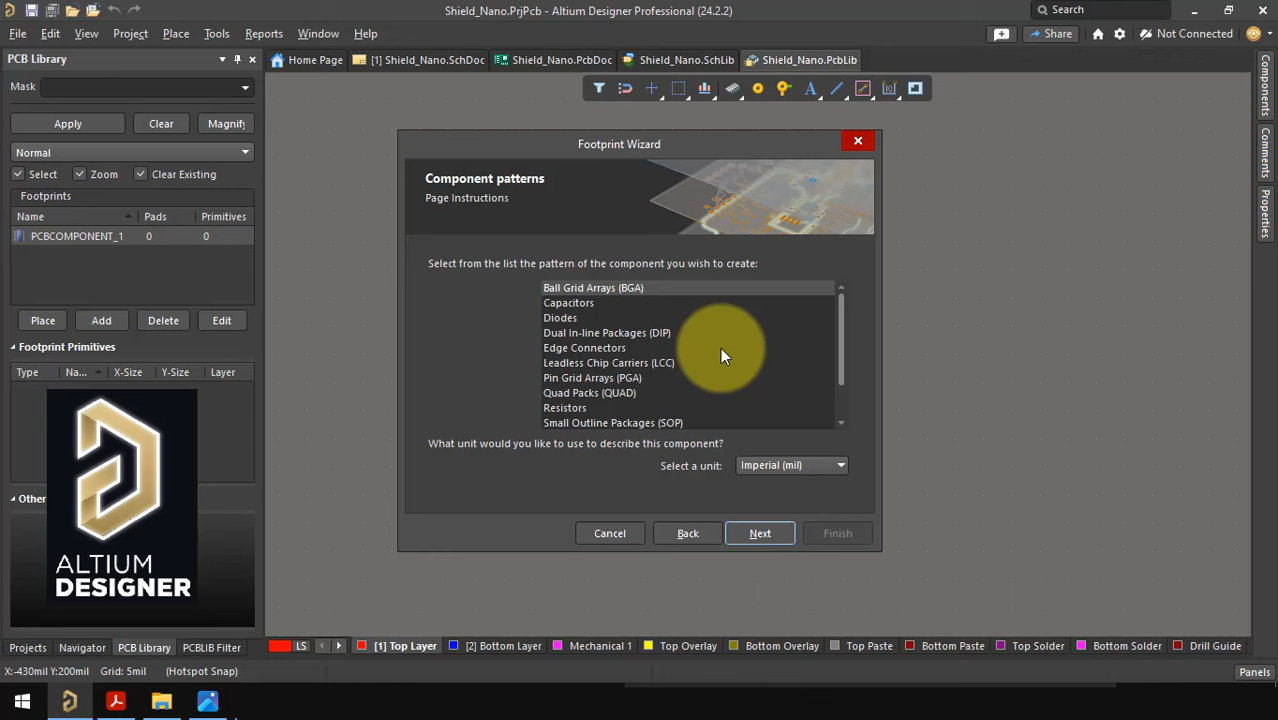 Shield_Nano.PrjPcb - Altium Designer Professional (24.2.2)
Search
File Edit View Project Place Tools Reports Window Help
Share
Not Connected
PCB Library
Home Page
[1] Shield_Nano.SchDoc
Shield_Nano.PcbDoc
Shield_Nano.SchLib
Shield_Nano.PcbLib
Mask
Apply Clear Magnify
Normal
Select Zoom Clear Existing
Footprints
Name Pads Primitives
PCBCOMPONENT_1 0 0
Place Add Delete Edit
Footprint Primitives
Type Na... X-Size Y-Size Layer
Other
ALTIUM
DESIGNER
Footprint Wizard
Component patterns
Page Instructions
Select from the list the pattern of the component you wish to create:
Ball Grid Arrays (BGA)
Capacitors
Diodes
Dual In-line Packages (DIP)
Edge Connectors
Leadless Chip Carriers (LCC)
Pin Grid Arrays (PGA)
Quad Packs (QUAD)
Resistors
Small Outline Packages (SOP)
What unit would you like to use to describe this component?
Select a unit: Imperial (mil)
Cancel Back Next Finish
Components
Comments
Properties
Projects Navigator PCB Library PCBLIB Filter
LS
[1] Top Layer
[2] Bottom Layer
Mechanical 1
Top Overlay
Bottom Overlay
Top Paste
Bottom Paste
Top Solder
Bottom Solder
Drill Guide
X:-430mil Y:200mil Grid: 5mil (Hotspot Snap)
Panels